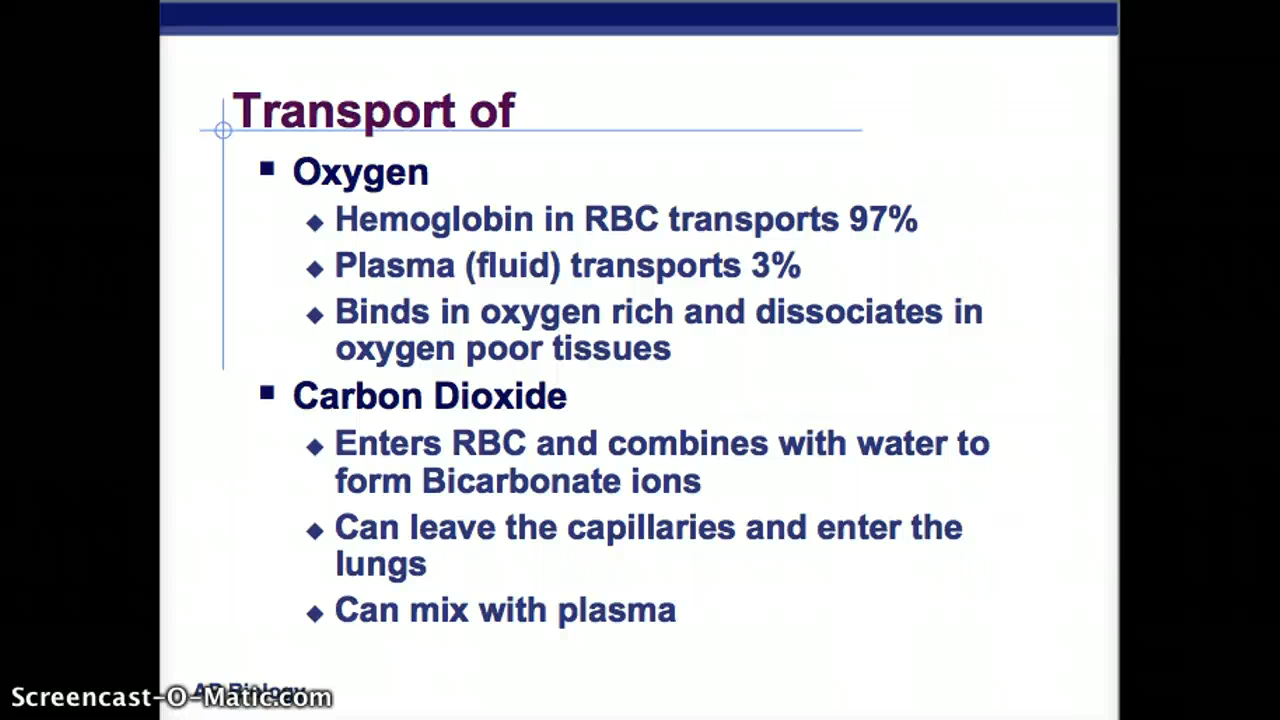 Transport of
Oxygen
Hemoglobin in RBC transports 97%
Plasma (fluid) transports 3%
Binds in oxygen rich and dissociates in
oxygen poor tissues
Carbon Dioxide
Enters RBC and combines with water to
form Bicarbonate ions
Can leave the capillaries and enter the
lungs
Can mix with plasma
AP Biology
Screencast-O-Matic.com